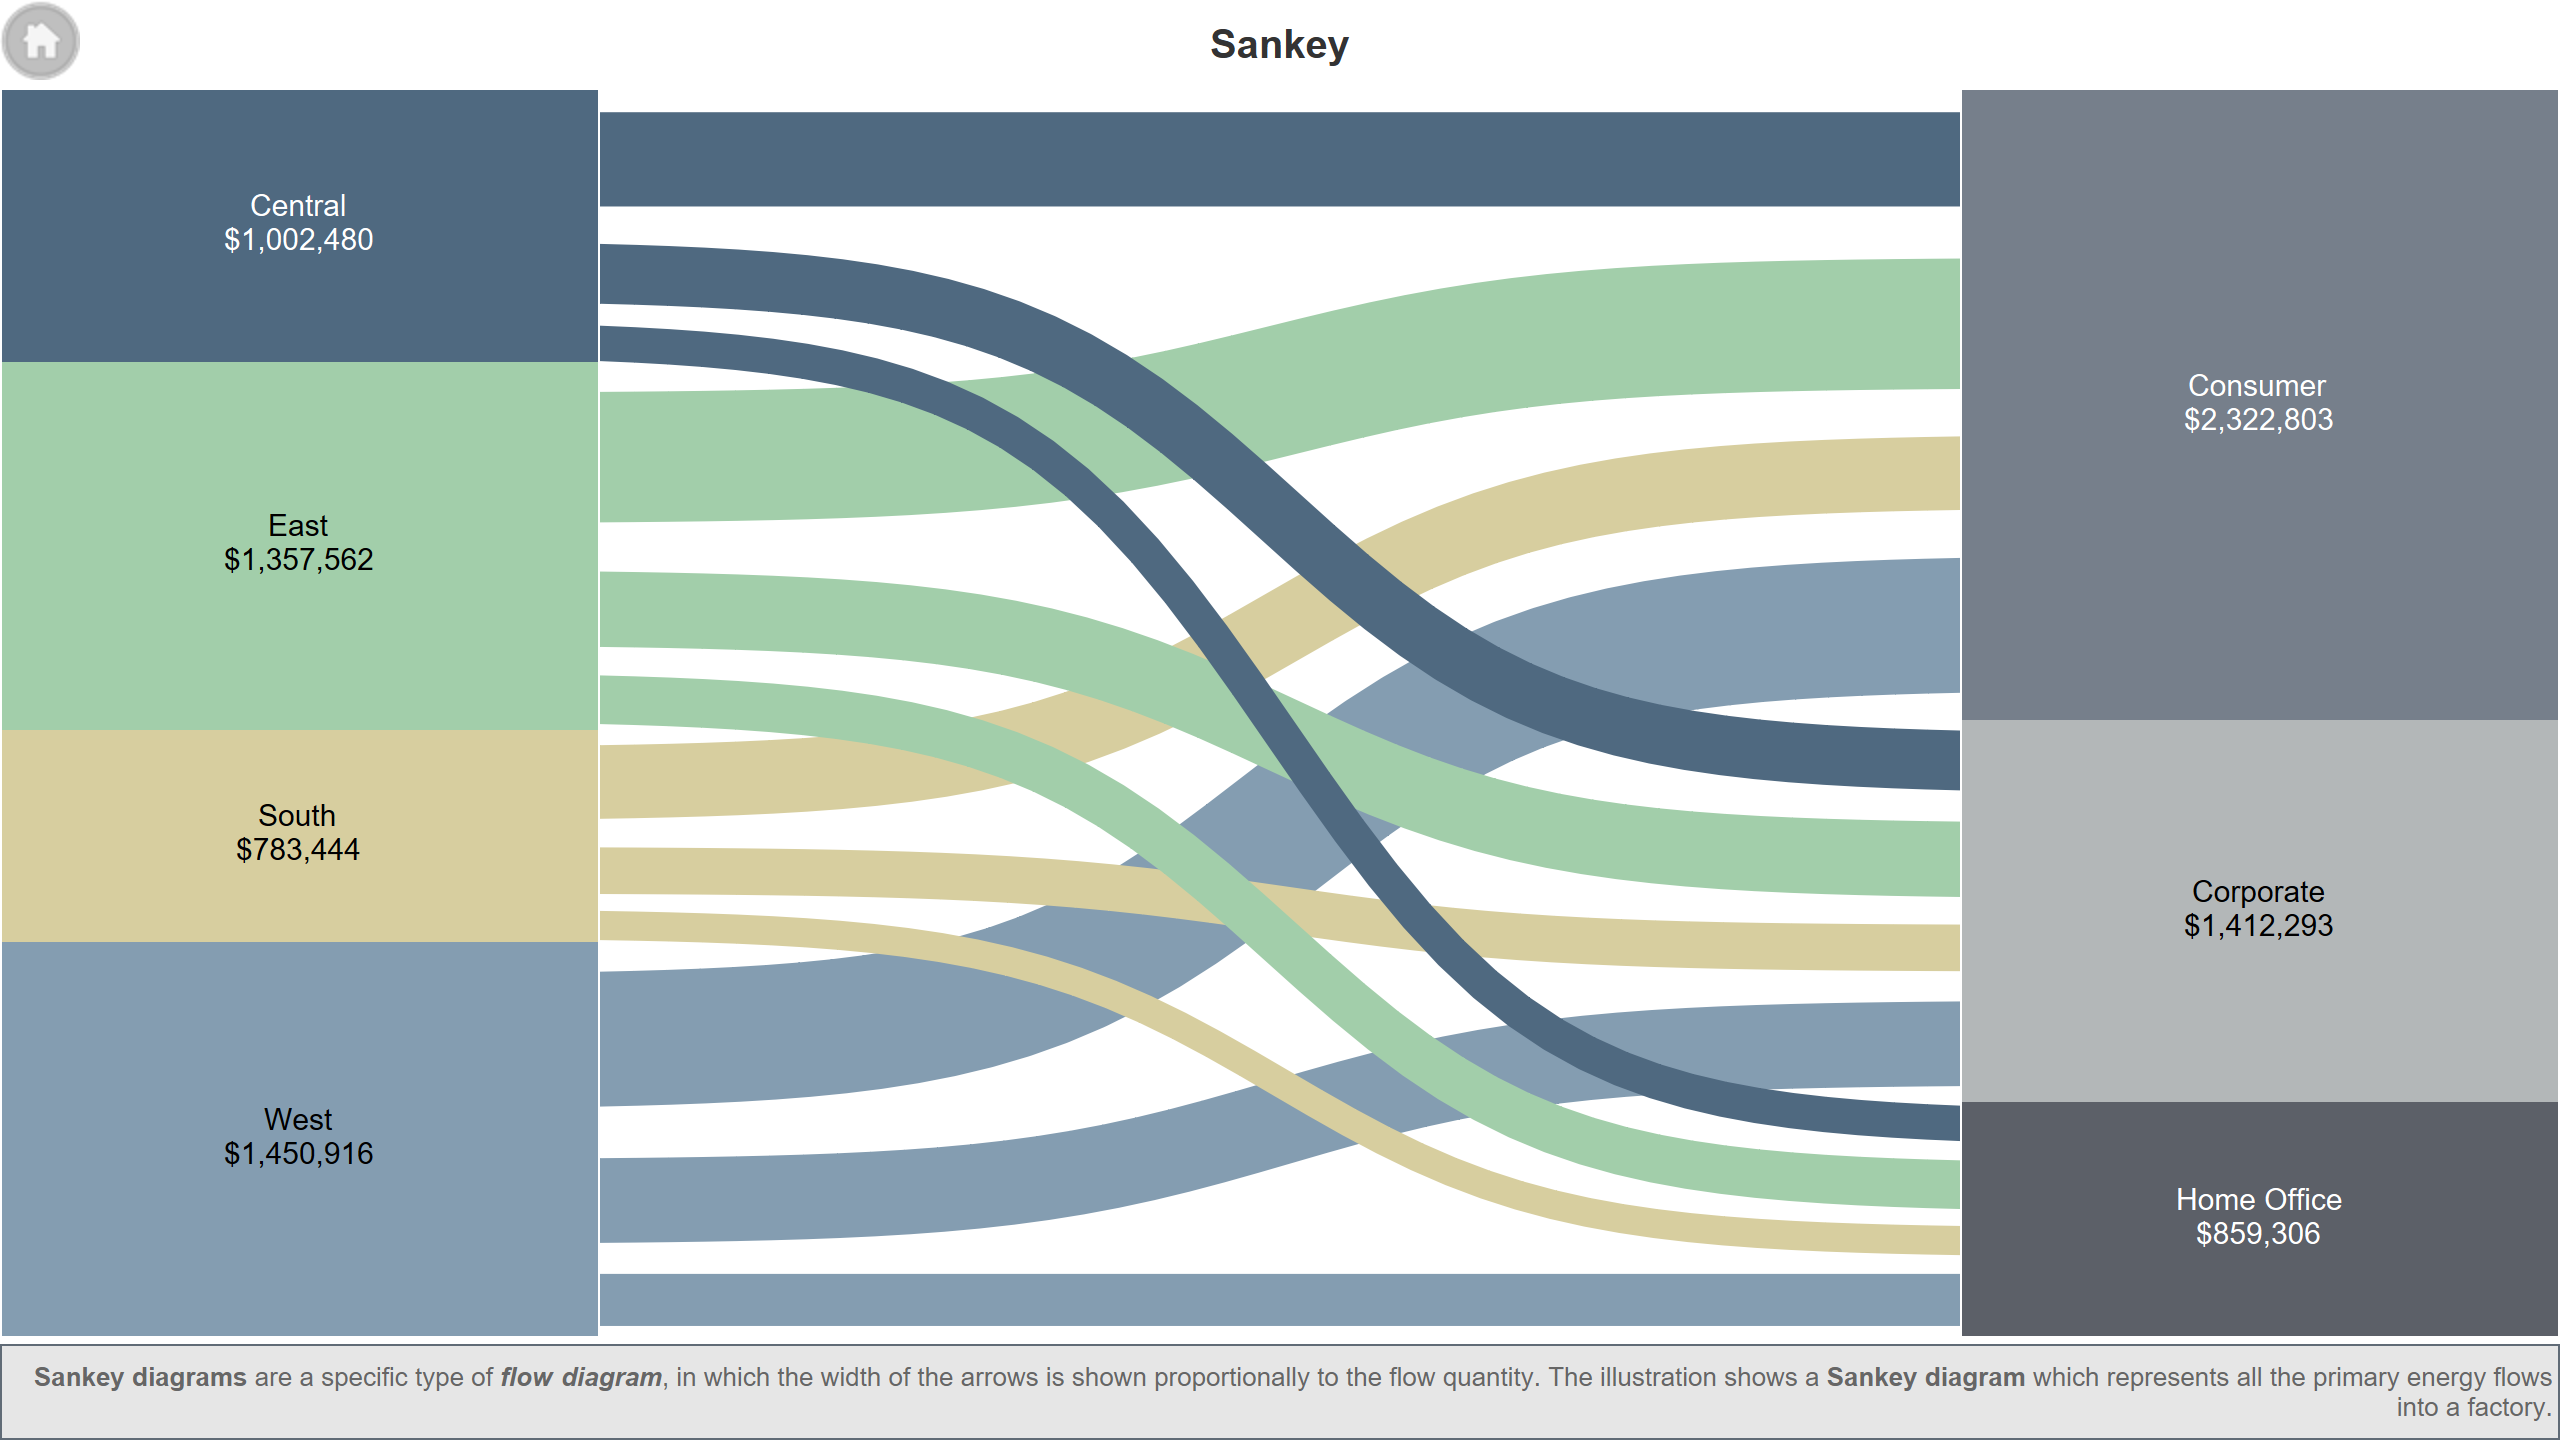 Sankey
Central
$1,002,480
East
$1,357,562
South
$783,444
West
$1,450,916
Consumer
$2,322,803
Corporate
$1,412,293
Home Office
$859,306
Sankey diagrams are a specific type of flow diagram, in which the width of the arrows is shown proportionally to the flow quantity. The illustration shows a Sankey diagram which represents all the primary energy flows
into a factory.